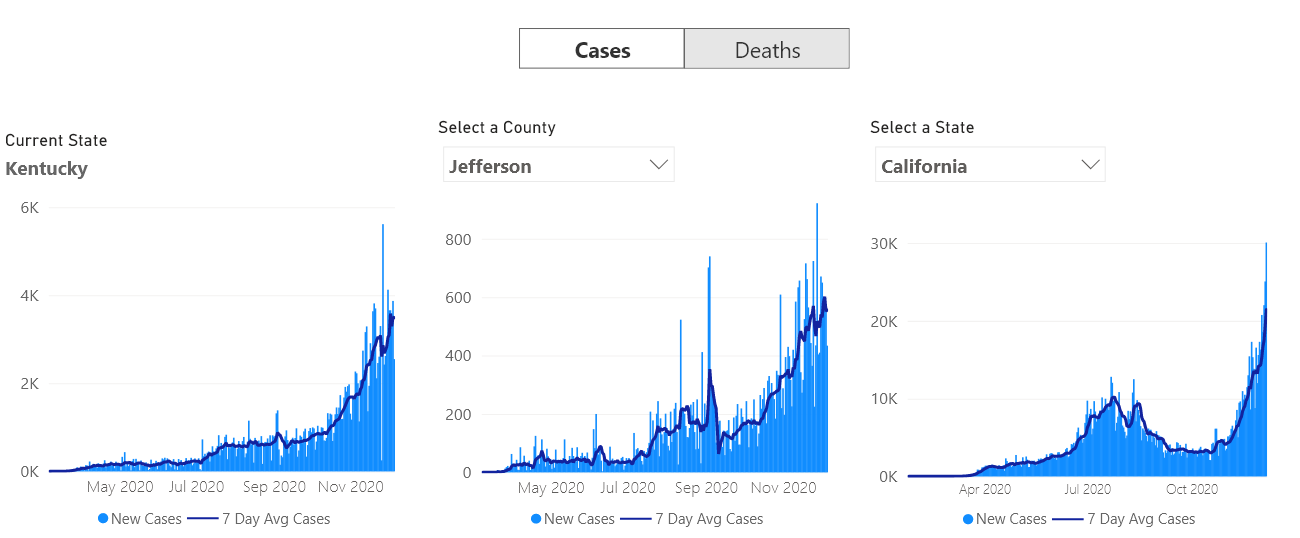 Cases Deaths
Current State
Kentucky
6K
4K
2K
0K
May 2020 Jul 2020 Sep 2020 Nov 2020
New Cases 7 Day Avg Cases
Select a County
Jefferson
800
600
400
200
0
May 2020 Jul 2020 Sep 2020 Nov 2020
New Cases 7 Day Avg Cases
Select a State
California
30K
20K
10K
0K
Apr 2020 Jul 2020 Oct 2020
New Cases 7 Day Avg Cases